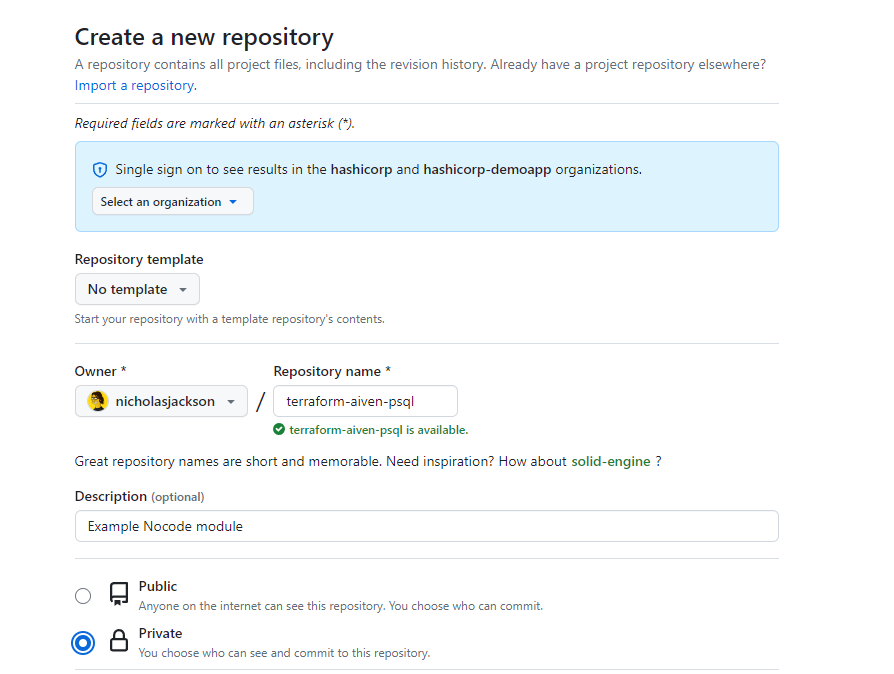 Create a new repository
A repository contains all project files, including the revision history. Already have a project repository elsewhere?
Import a repository.
Required fields are marked with an asterisk (*).
Single sign on to see results in the hashicorp and hashicorp-demoapp organizations.
Select an organization
Repository template
No template
Start your repository with a template repository's contents.
Owner * Repository name *
nicholasjackson / terraform-aiven-psql
terraform-aiven-psql is available.
Great repository names are short and memorable. Need inspiration? How about solid-engine ?
Description (optional)
Example Nocode module
Public
Anyone on the internet can see this repository. You choose who can commit.
Private
You choose who can see and commit to this repository.